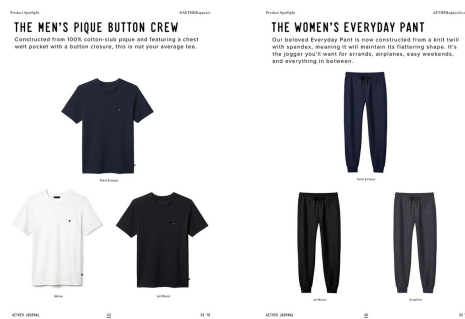 Product Spotlight
@AETHERapparel
THE MEN'S PIQUE BUTTON CREW
Constructed from 100% cotton-slub pique and featuring a chest
welt pocket with a button closure, this is not your average tee.
Total Eclipse
White
Jet Black
AETHER JOURNAL
SS '18
Product Spotlight
THE WOMEN'S EVERYDAY PANT
Our beloved Everyday Pant is now constructed from a knit twill
with spandex, meaning it will maintain its flattering shape. It's
the jogger you'll want for errands, airplanes, easy weekends,
and everything in between.
Total Eclipse
Jet Black
Graphite
AETHER JOURNAL